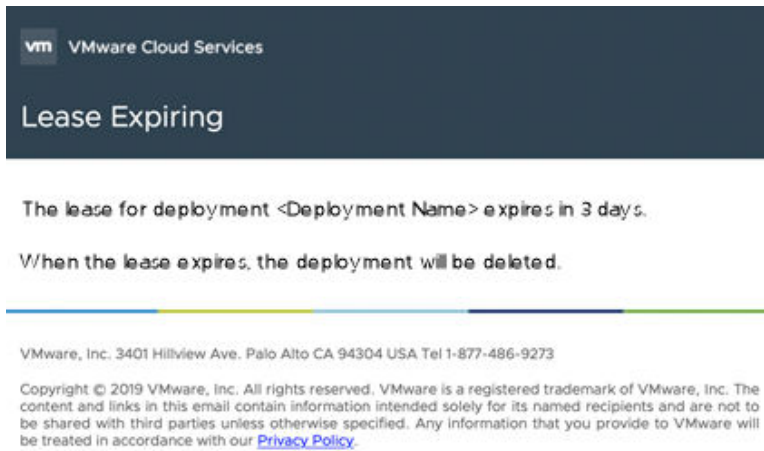 vm VMware Cloud Services
Lease Expiring
The lease for deployment <Deployment Name> expires in 3 days.
When the lease expires, the deployment will be deleted.
VMware, Inc. 3401 Hillview Ave. Palo Alto CA 94304 USA Tel 1-877-486-9273
Copyright © 2019 VMware, Inc. All rights reserved. VMware is a registered trademark of VMware, Inc. The
content and links in this email contain information intended solely for its named recipients and are not to
be shared with third parties unless otherwise specified. Any information that you provide to VMware will
be treated in accordance with our Privacy Policy.